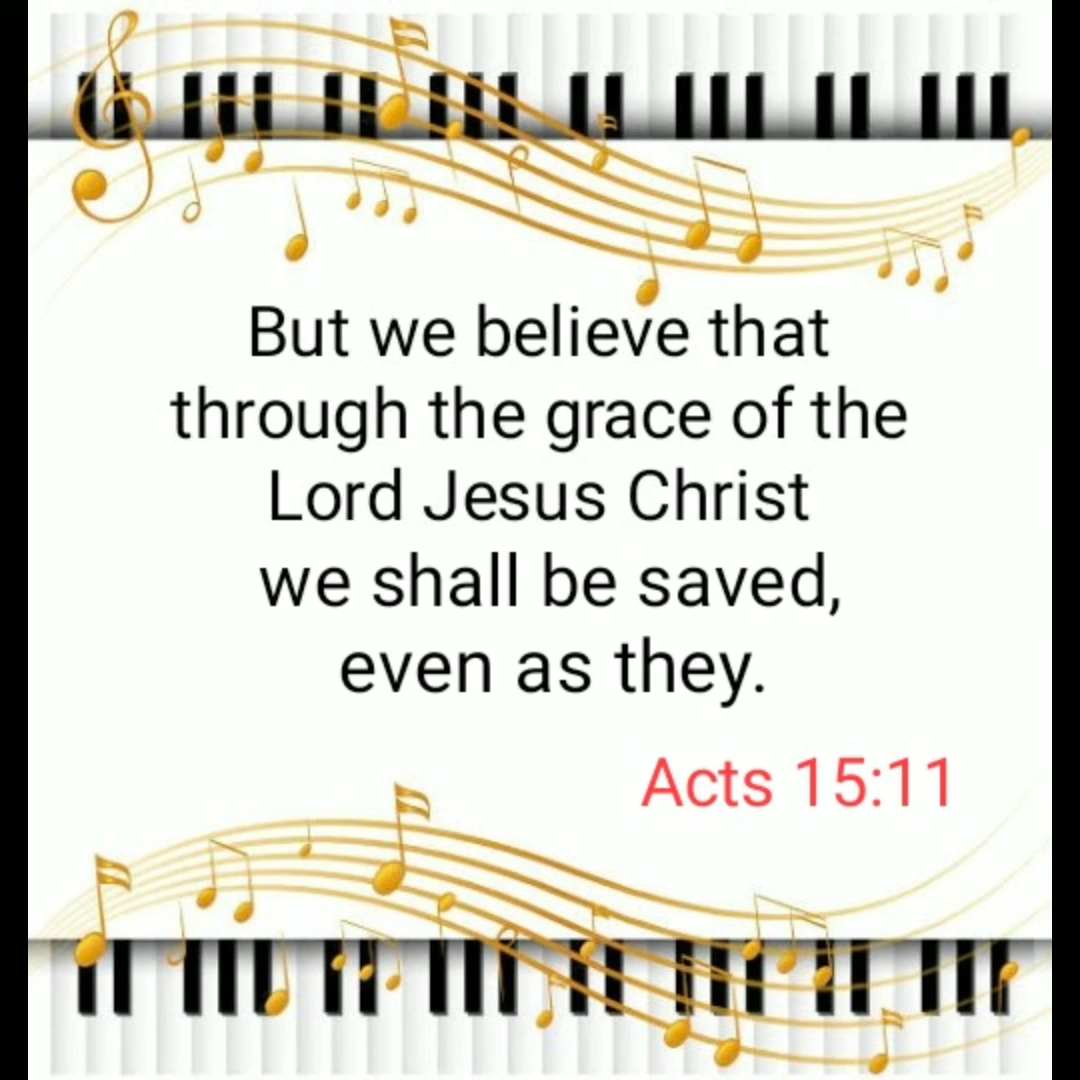 But we believe that
through the grace of the
Lord Jesus Christ
we shall be saved,
even as they.
Acts 15:11